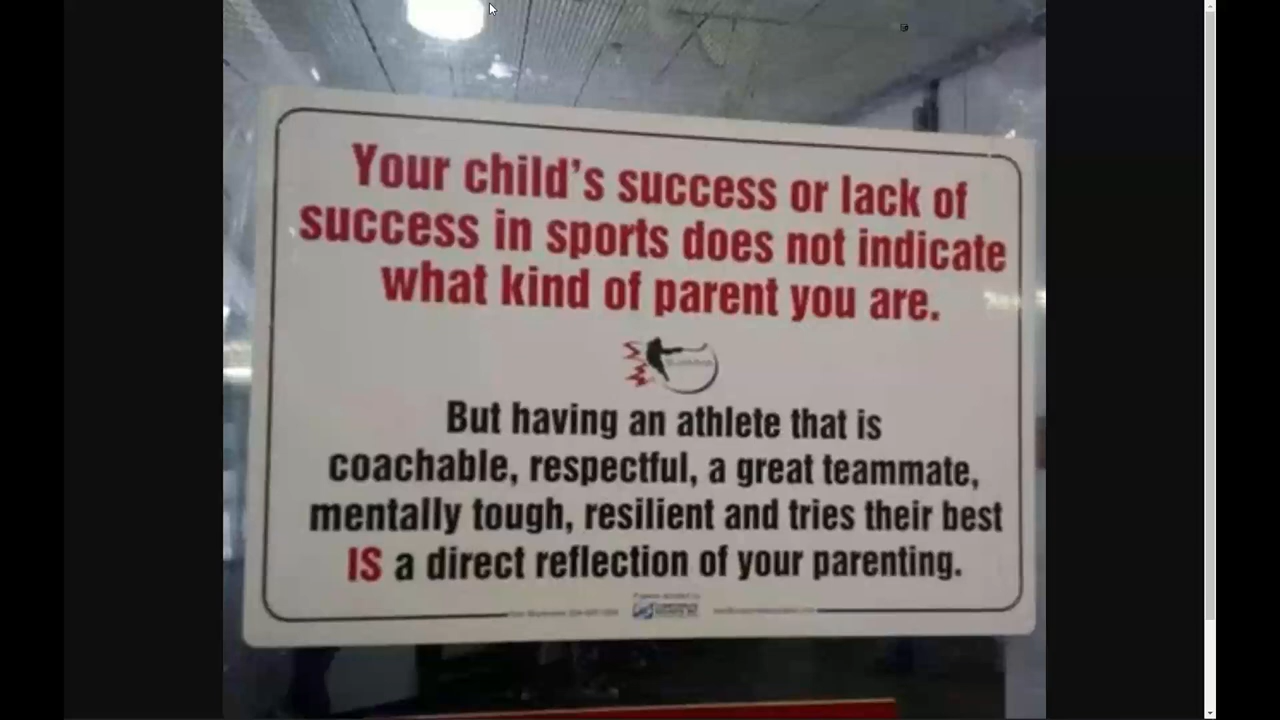 Your child's success or lack of
success in sports does not indicate
what kind of parent you are.
But having an athlete that is
coachable, respectful, a great teammate,
mentally tough, resilient and tries their best
IS a direct reflection of your parenting.